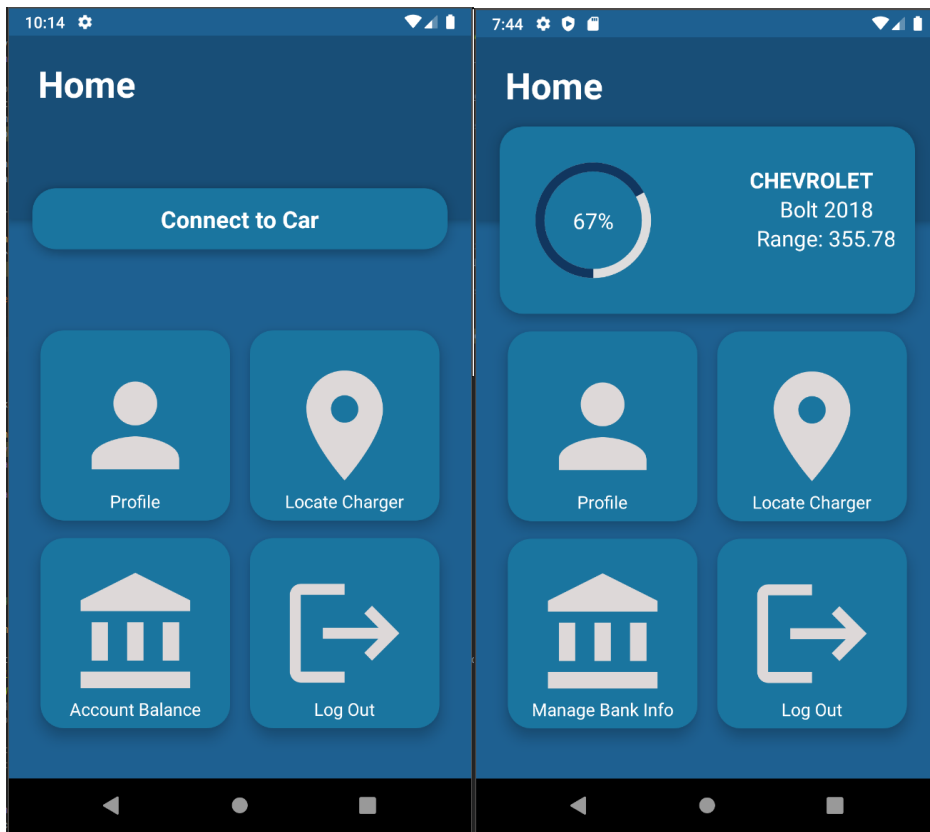 10:14
Home
Connect to Car
Profile
Locate Charger
Account Balance
Log Out
7:44
Home
67%
CHEVROLET
Bolt 2018
Range: 355.78
Profile
Locate Charger
Manage Bank Info
Log Out